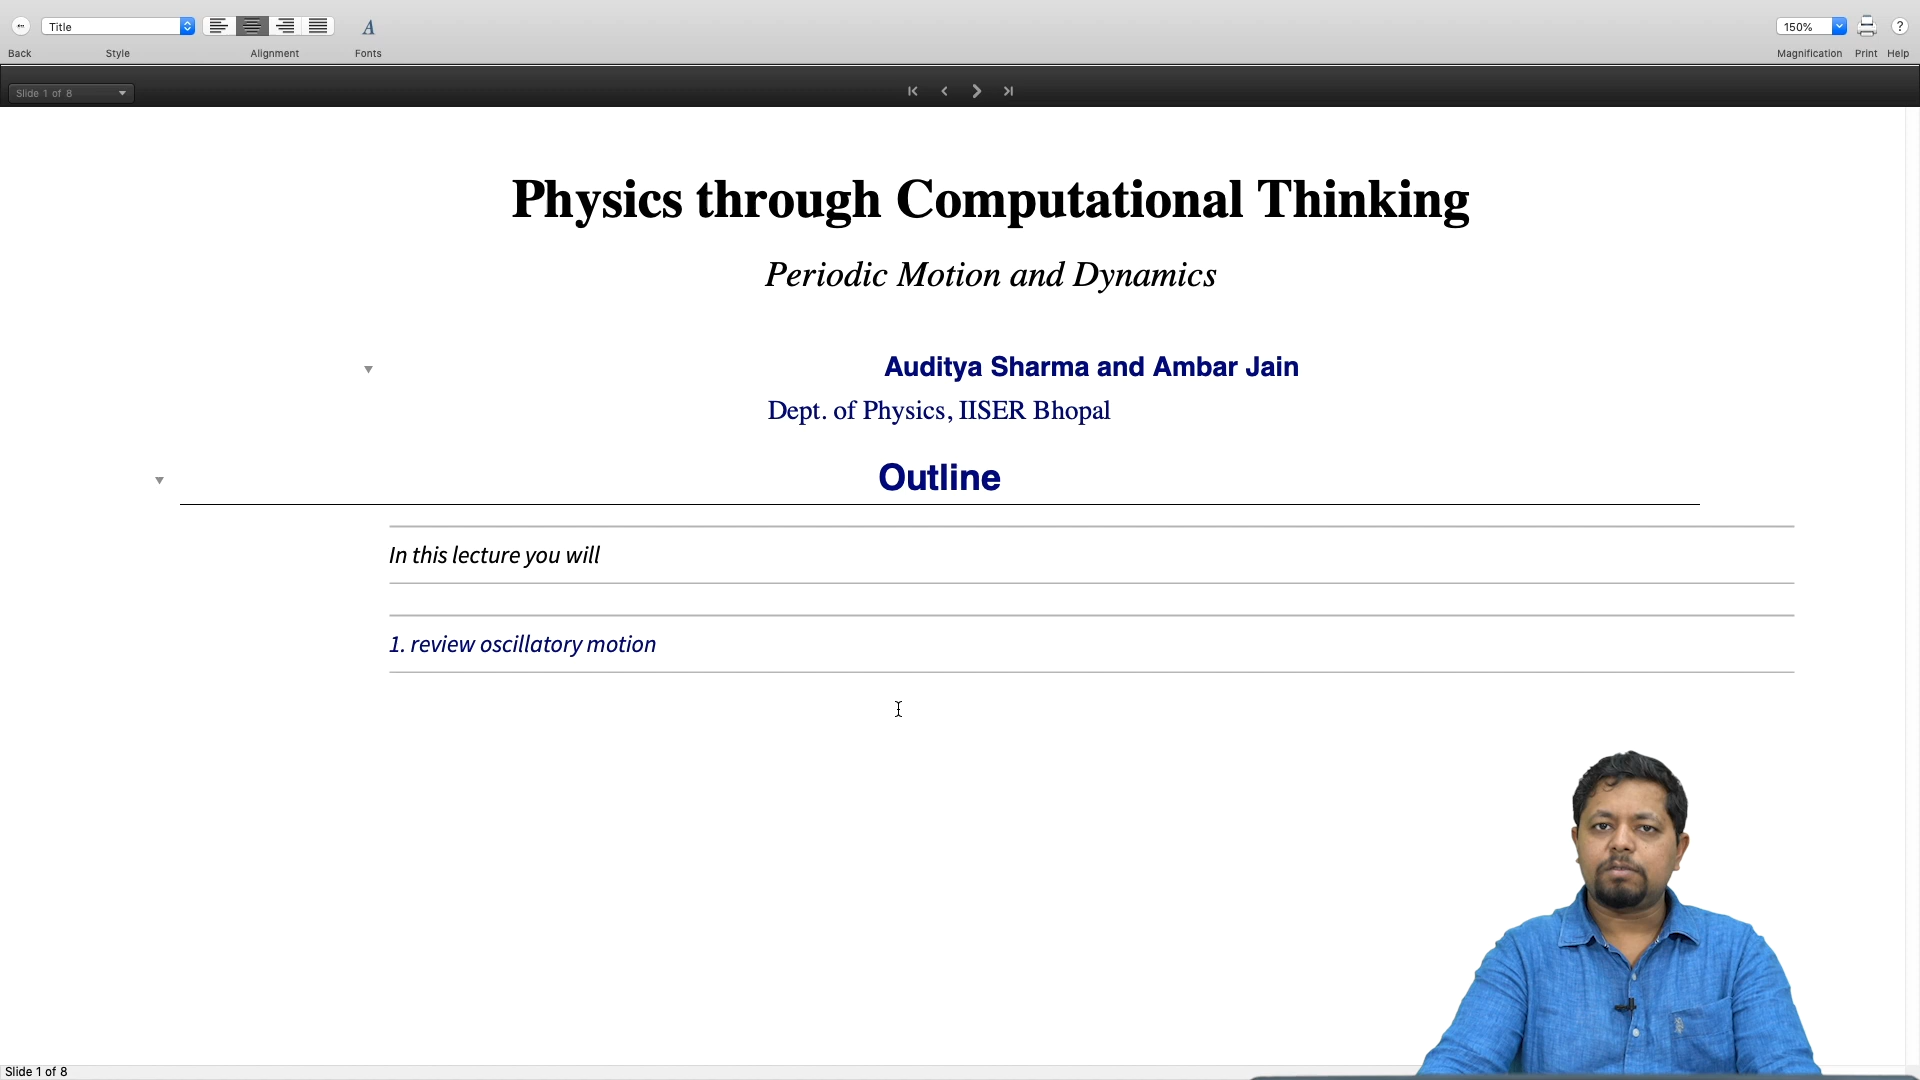 Title
150%
Back
Style
Alignment
Fonts
A
Magnification
Print
Help
?
Slide 1 of 8
Physics through Computational Thinking
Periodic Motion and Dynamics
Auditya Sharma and Ambar Jain
Dept. of Physics, IISER Bhopal
Outline
In this lecture you will
1. review oscillatory motion
Slide 1 of 8